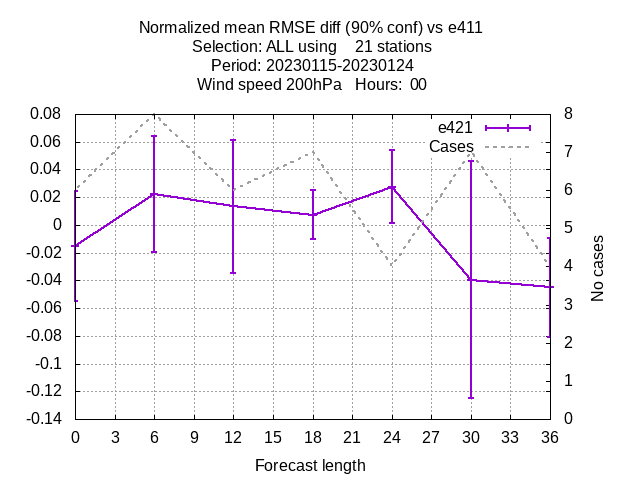 Normalized mean RMSE diff (90% conf) vs e411
Selection: ALL using    21 stations
Period: 20230115-20230124
Wind speed 200hPa   Hours:  00
e421
Cases
0.08
0.06
0.04
0.02
0
-0.02
-0.04
-0.06
-0.08
-0.1
-0.12
-0.14
8
7
6
5
4
3
2
1
0
No cases
0 3 6 9 12 15 18 21 24 27 30 33 36
Forecast length